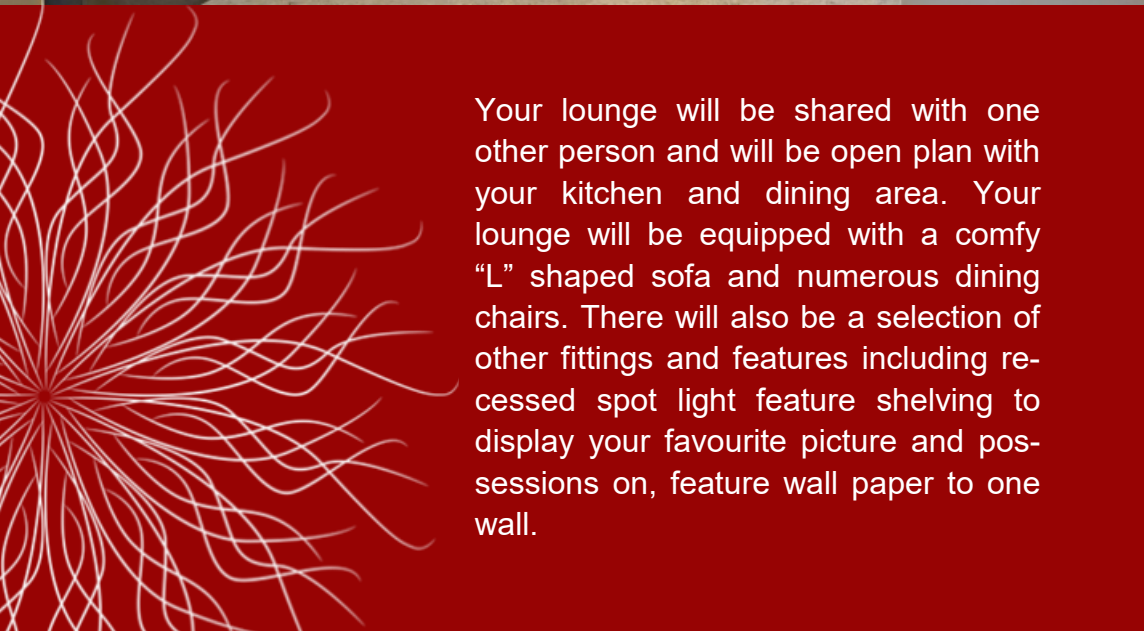 Your lounge will be shared with one
other person and will be open plan with
your kitchen and dining area. Your
lounge will be equipped with a comfy
“L” shaped sofa and numerous dining
chairs. There will also be a selection of
other fittings and features including re-
cessed spot light feature shelving to
display your favourite picture and pos-
sessions on, feature wall paper to one
wall.